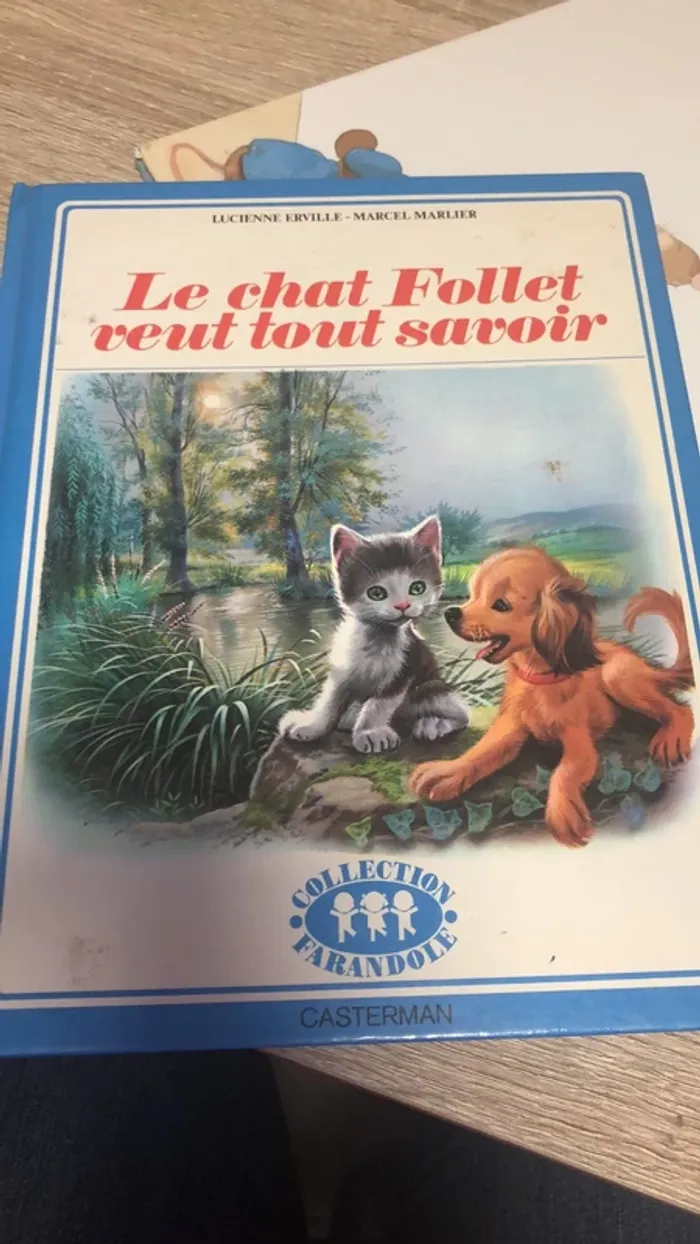 LUCIENNE ERVILLE - MARCEL MARLIER
Le chat Follet
veut tout savoir
COLLECTION
FARANDOLE
CASTERMAN